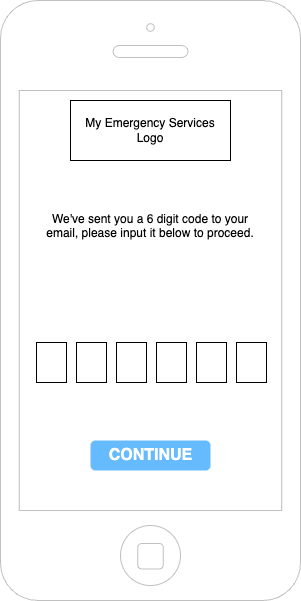 My Emergency Services
Logo
We've sent you a 6 digit code to your
email, please input it below to proceed.
CONTINUE